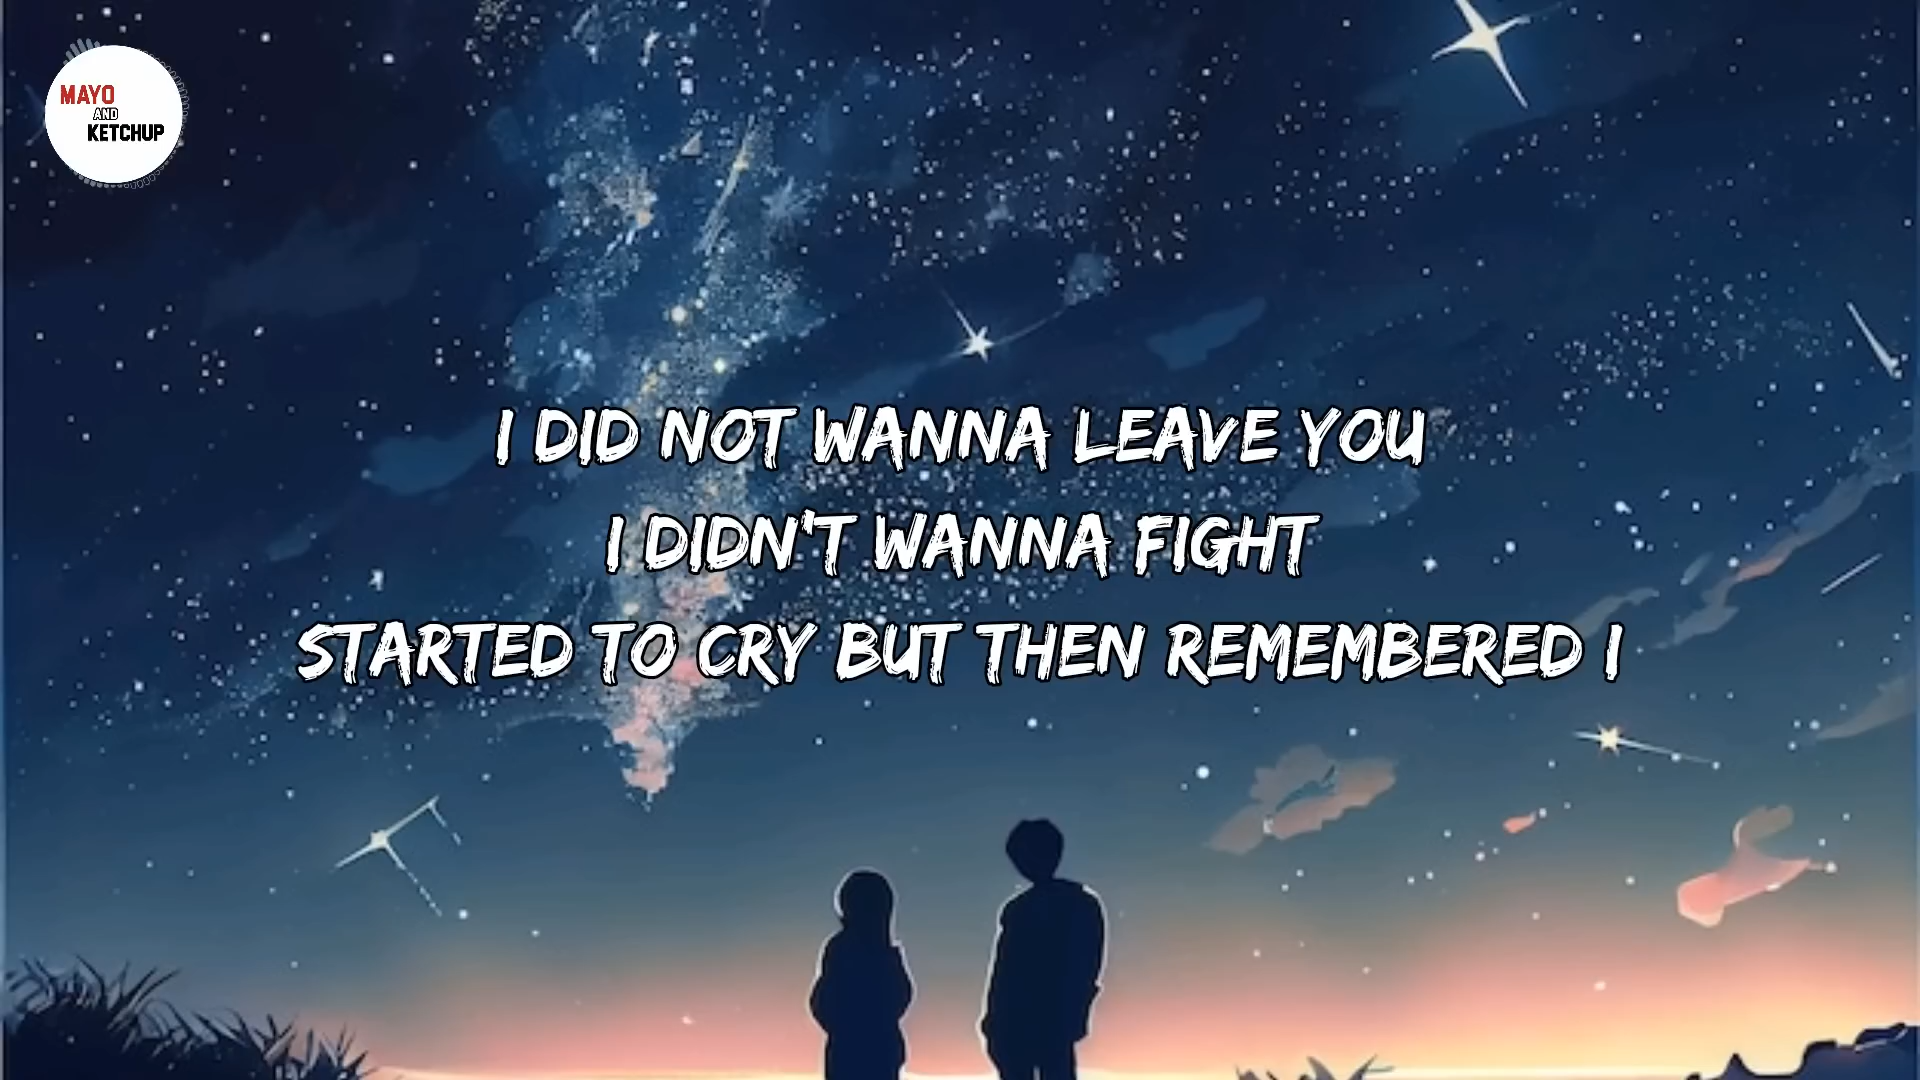 MAYO
AND
KETCHUP
I DID NOT WANNA LEAVE YOU
I DIDN'T WANNA FIGHT
STARTED TO CRY BUT THEN REMEMBERED I